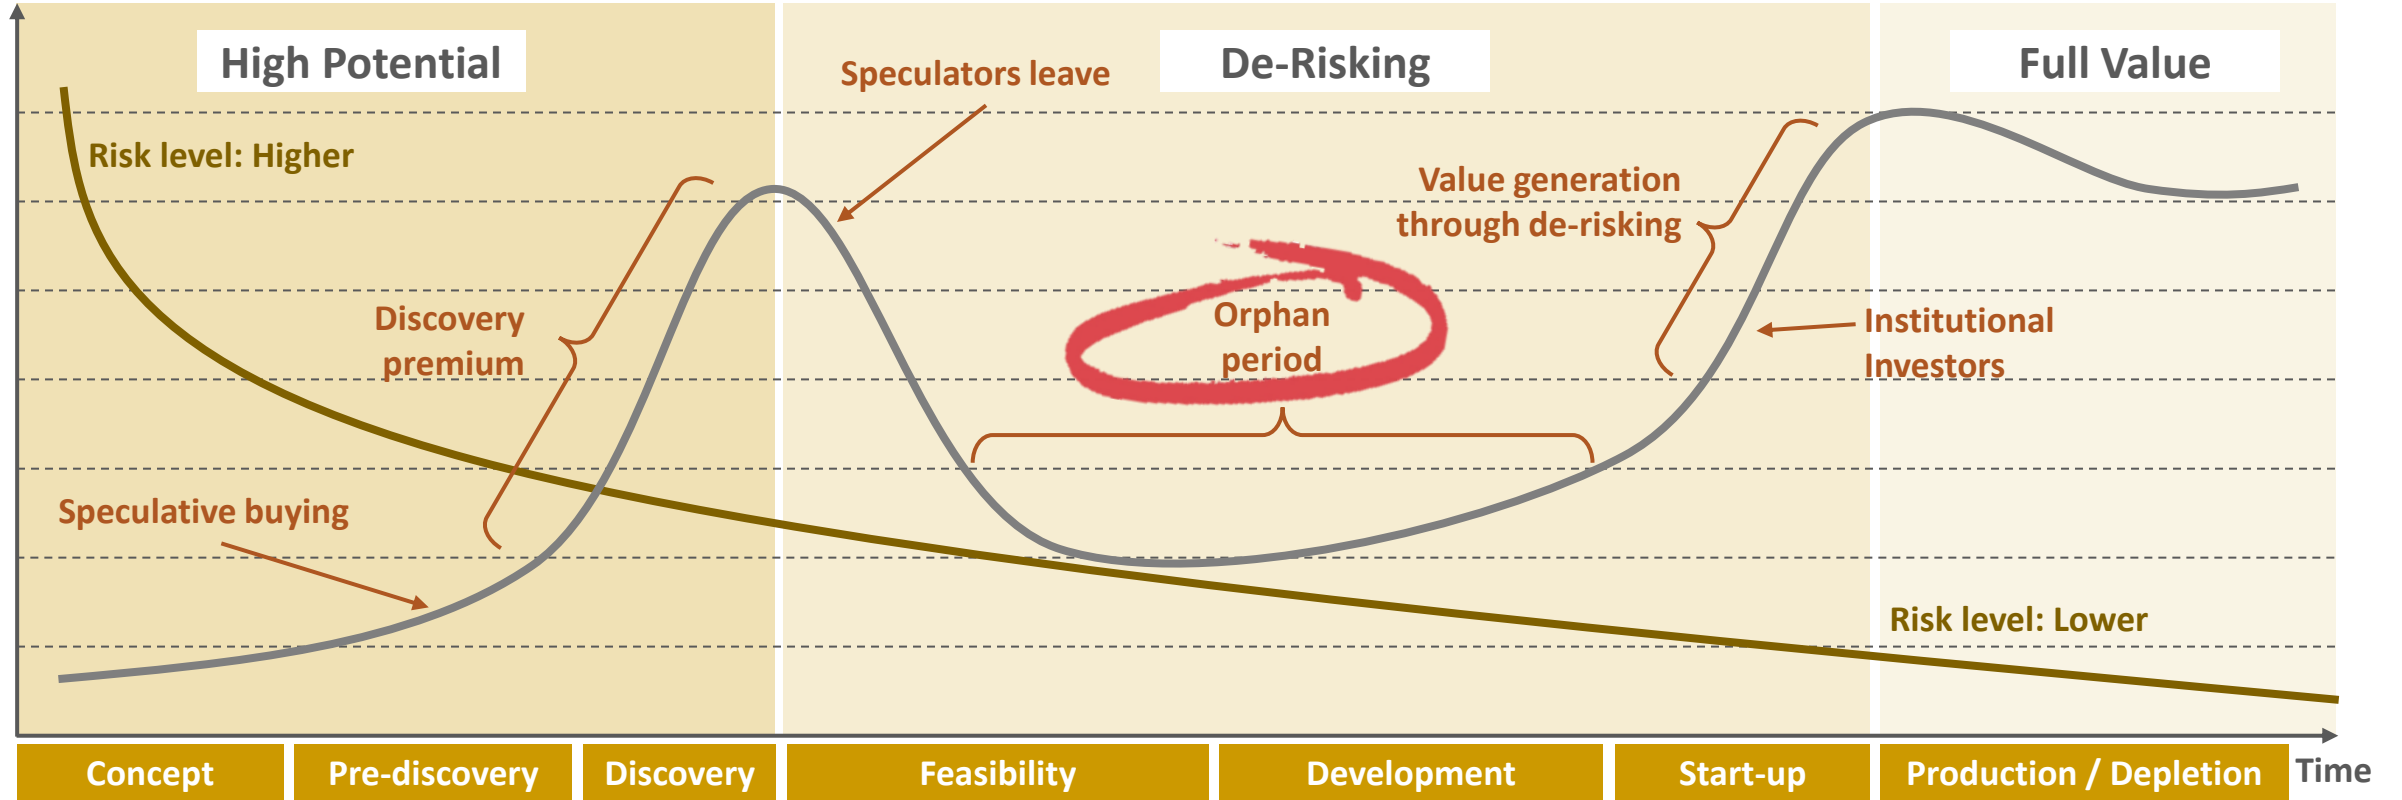 High Potential
De-Risking
Full Value
Speculators leave
Risk level: Higher
Value generation
through de-risking
Discovery
premium
Orphan
period
Institutional
Investors
Speculative buying
Risk level: Lower
Concept
Pre-discovery
Discovery
Feasibility
Development
Start-up
Production / Depletion
Time